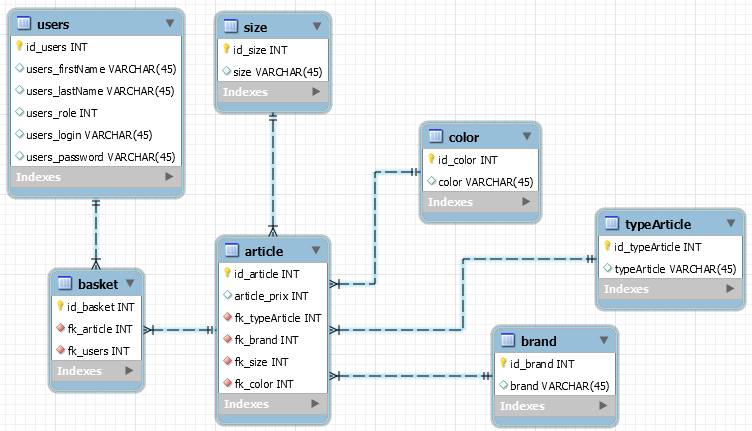 users
id_users INT
users_firstName VARCHAR(45)
users_lastName VARCHAR(45)
users_role INT
users_login VARCHAR(45)
users_password VARCHAR(45)
Indexes
size
id_size INT
size VARCHAR(45)
Indexes
color
id_color INT
color VARCHAR(45)
Indexes
typeArticle
id_typeArticle INT
typeArticle VARCHAR(45)
Indexes
article
id_article INT
article_prix INT
fk_typeArticle INT
fk_brand INT
fk_size INT
fk_color INT
Indexes
basket
id_basket INT
fk_article INT
fk_users INT
Indexes
brand
id_brand INT
brand VARCHAR(45)
Indexes